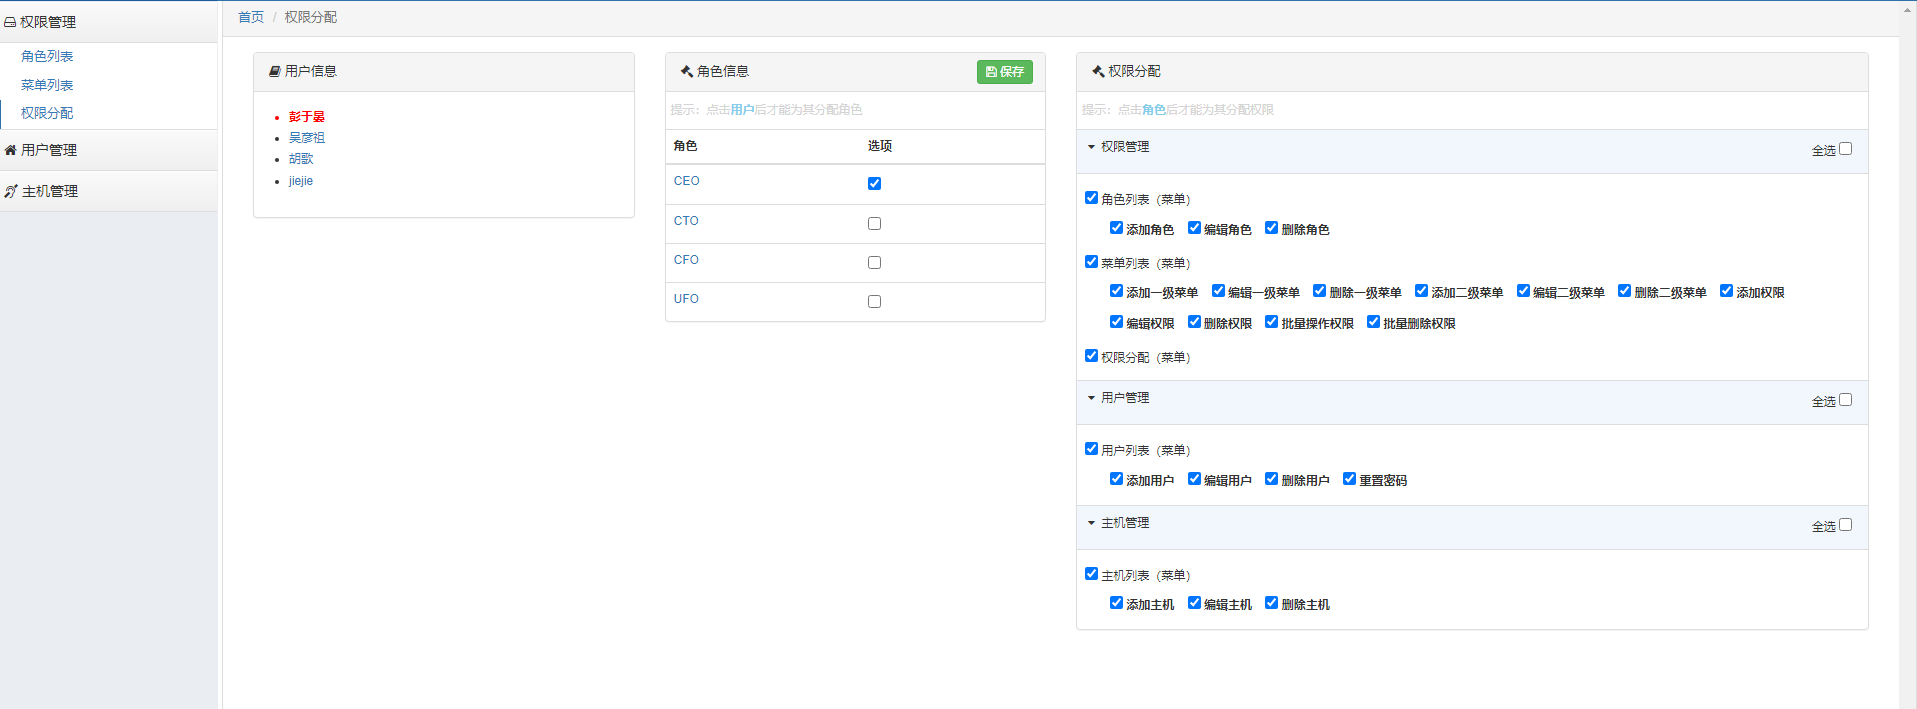 权限管理
角色列表
菜单列表
权限分配
用户管理
主机管理
首页 / 权限分配
用户信息
彭于晏
吴彦祖
胡歌
jiejie
角色信息
保存
提示：点击用户后才能为其分配角色
角色 选项
CEO
CTO
CFO
UFO
权限分配
提示：点击角色后才能为其分配权限
权限管理 全选
角色列表（菜单）
添加角色 编辑角色 删除角色
菜单列表（菜单）
添加一级菜单 编辑一级菜单 删除一级菜单 添加二级菜单 编辑二级菜单 删除二级菜单 添加权限
编辑权限 删除权限 批量操作权限 批量删除权限
权限分配（菜单）
用户管理 全选
用户列表（菜单）
添加用户 编辑用户 删除用户 重置密码
主机管理 全选
主机列表（菜单）
添加主机 编辑主机 删除主机